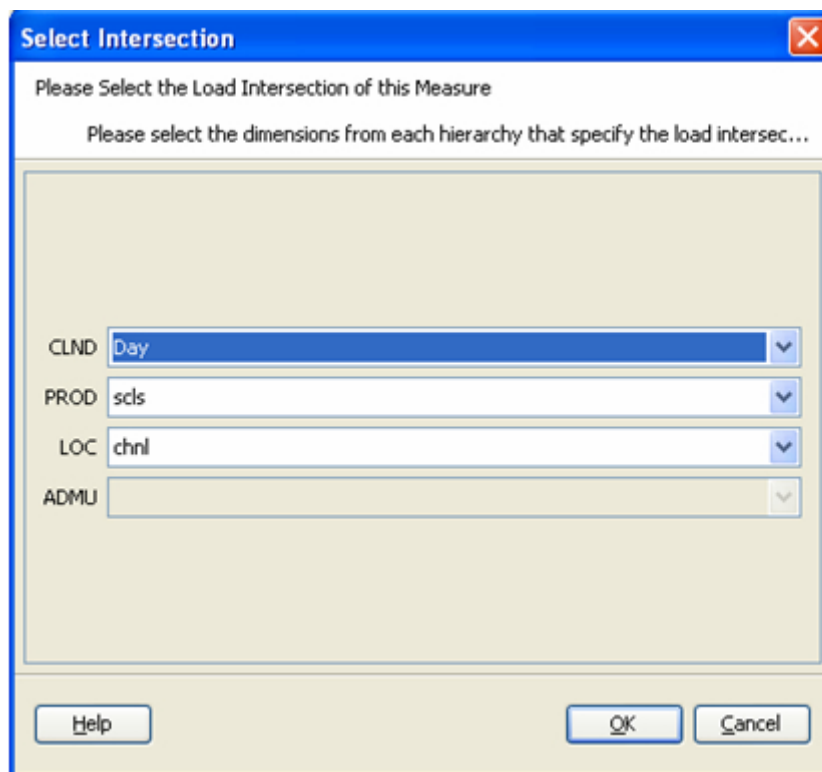 Select Intersection
Please Select the Load Intersection of this Measure
Please select the dimensions from each hierarchy that specify the load intersec...
CLND Day
PROD scls
LOC chnl
ADMU
Help OK Cancel